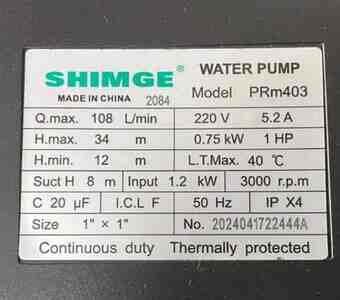 SHIMGE® WATER PUMP
MADE IN CHINA 2084 Model PRm403
Q.max. 108 L/min 220 V 5.2 A
H.max. 34 m 0.75 kW 1 HP
H.min. 12 m L.T.Max. 40 ℃
Suct H 8 m Input 1.2 kW 3000 r.p.m
C 20 µF I.C.L F 50 Hz IP X4
Size 1" × 1" No. 2024041722444A
Continuous duty Thermally protected